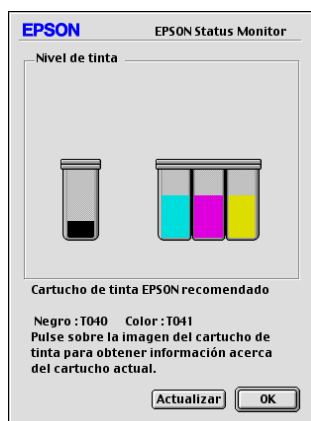 EPSON EPSON Status Monitor
Nivel de tinta
Cartucho de tinta EPSON recomendado
Negro : T040 Color : T041
Pulse sobre la imagen del cartucho de
tinta para obtener información acerca
del cartucho actual.
Actualizar OK